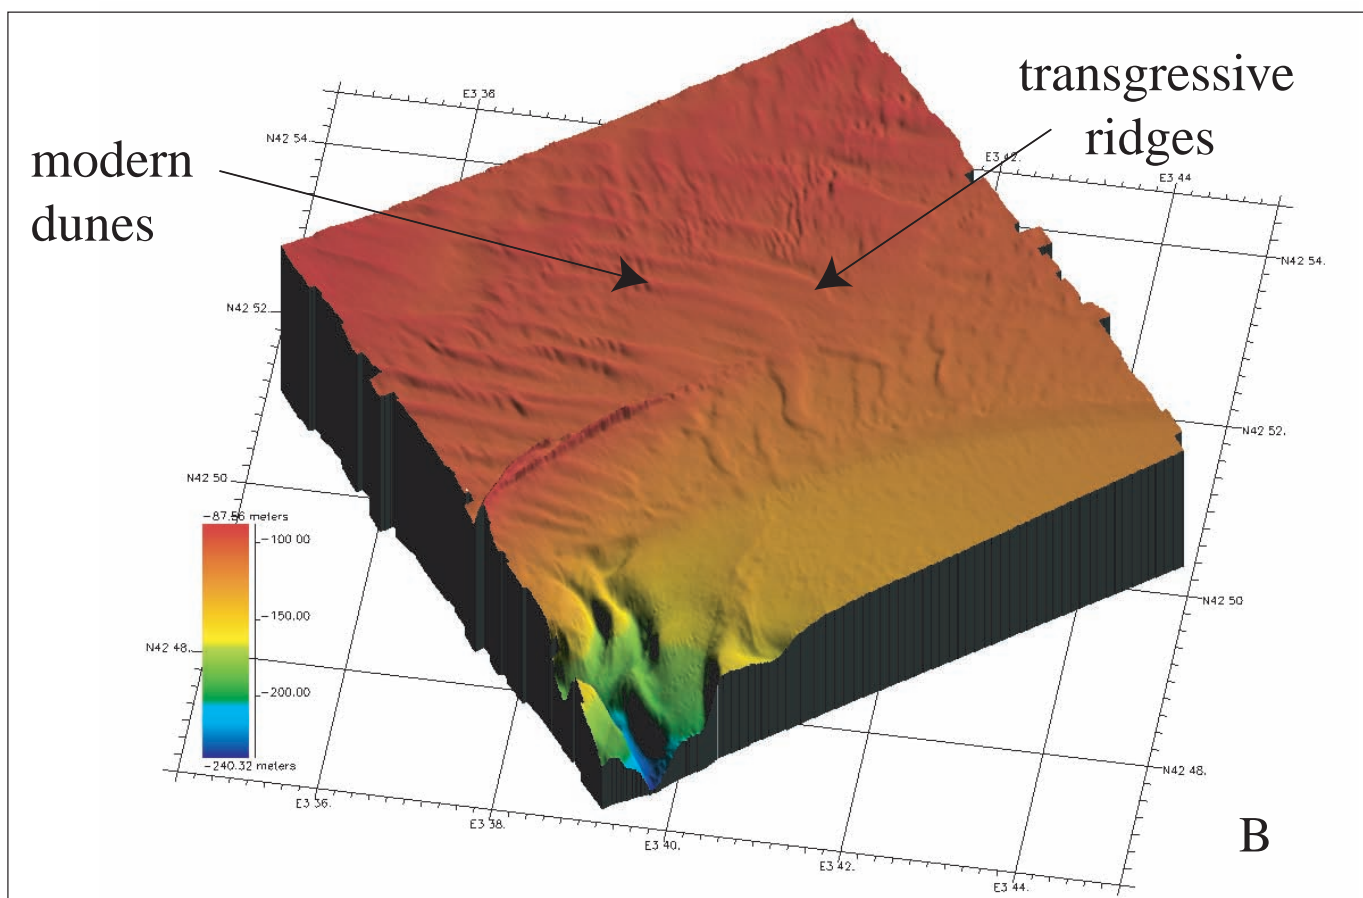 transgressive
ridges
modern
dunes
E3 36
N42 54.
E3 42.
E3 44
N42 54.
N42 52.
N42 52.
N42 50
-87.56 meters
-100.00
-150.00
-200.00
-240.32 meters
N42 50
N42 48.
N42 48.
E3 36.
E3 38.
E3 40.
E3 42.
E3 44.
B